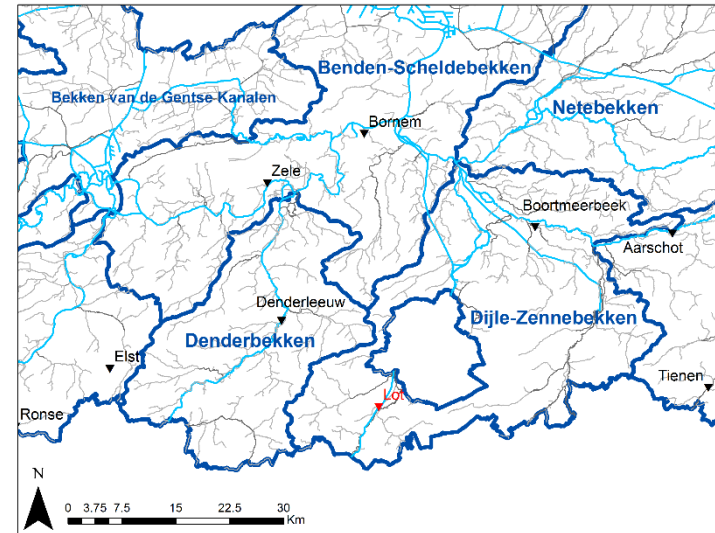 Benden-Scheldebekken
Bekken van de Gentse Kanalen
Netebekken
Bornem
Zele
Boortmeerbeek
Aarschot
Denderleeuw
Dijle-Zennebekken
Denderbekken
Elst
Tienen
Lot
Ronse
N
0 3.75 7.5 15 22.5 30
Km